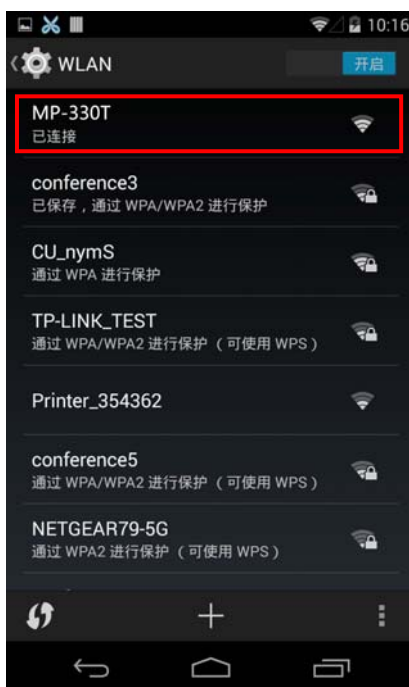 10:16
WLAN
开启
MP-330T
已连接
conference3
已保存，通过 WPA/WPA2 进行保护
CU_nymS
通过 WPA 进行保护
TP-LINK_TEST
通过 WPA/WPA2 进行保护 （可使用 WPS）
Printer_354362
conference5
通过 WPA/WPA2 进行保护 （可使用 WPS）
NETGEAR79-5G
通过 WPA2 进行保护 （可使用 WPS）